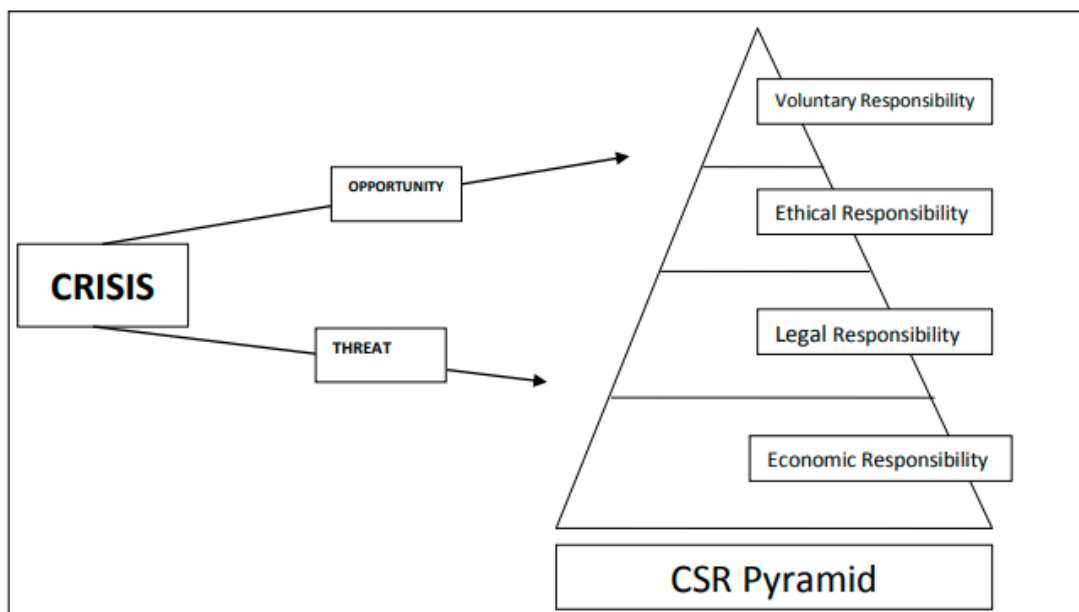 Voluntary Responsibility
OPPORTUNITY
Ethical Responsibility
CRISIS
Legal Responsibility
THREAT
Economic Responsibility
CSR Pyramid